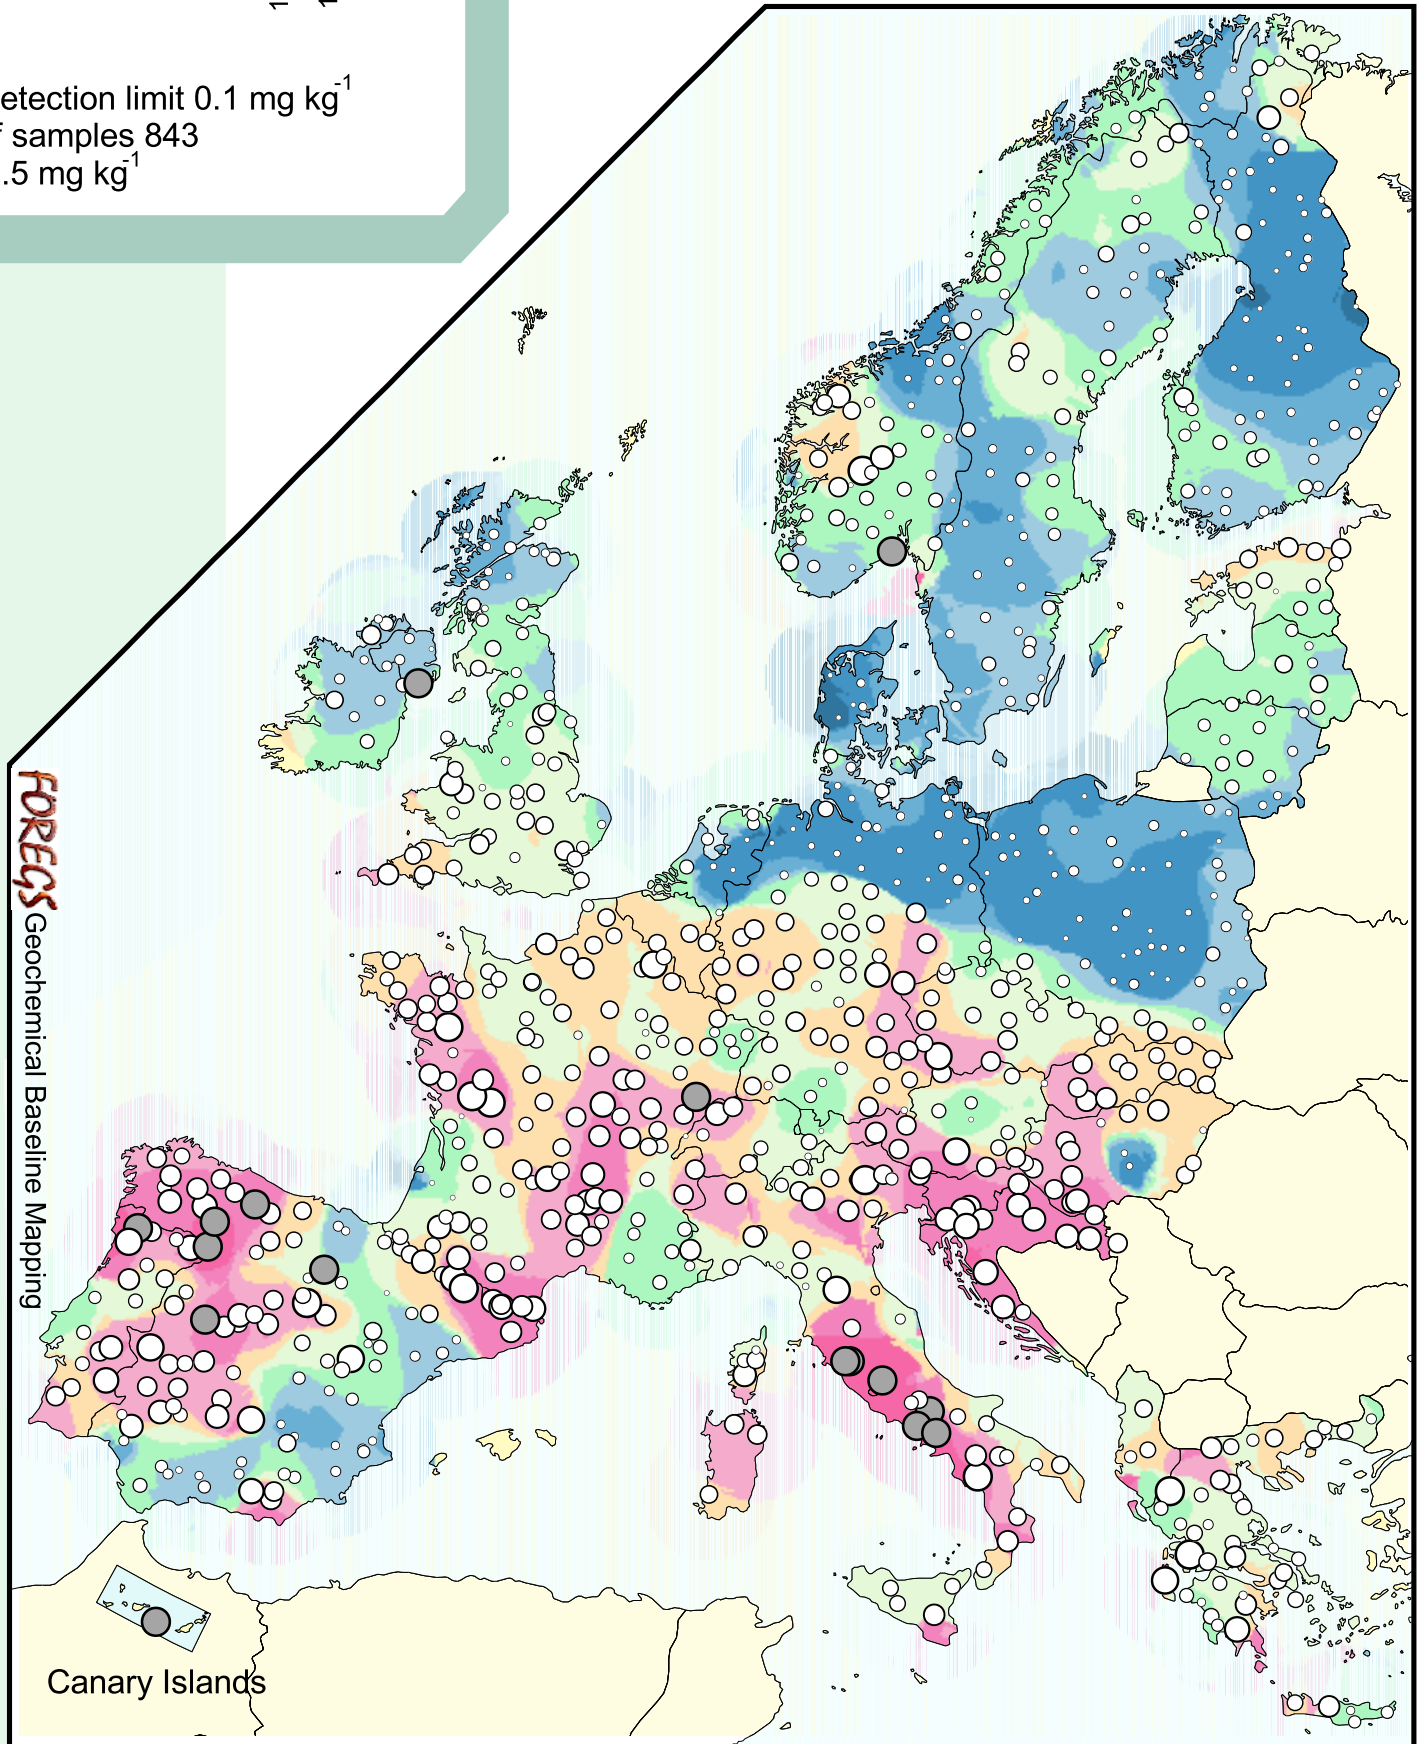 etection limit 0.1 mg kg-1
samples 843
.5 mg kg-1
FOREGS Geochemical Baseline Mapping
Canary Islands